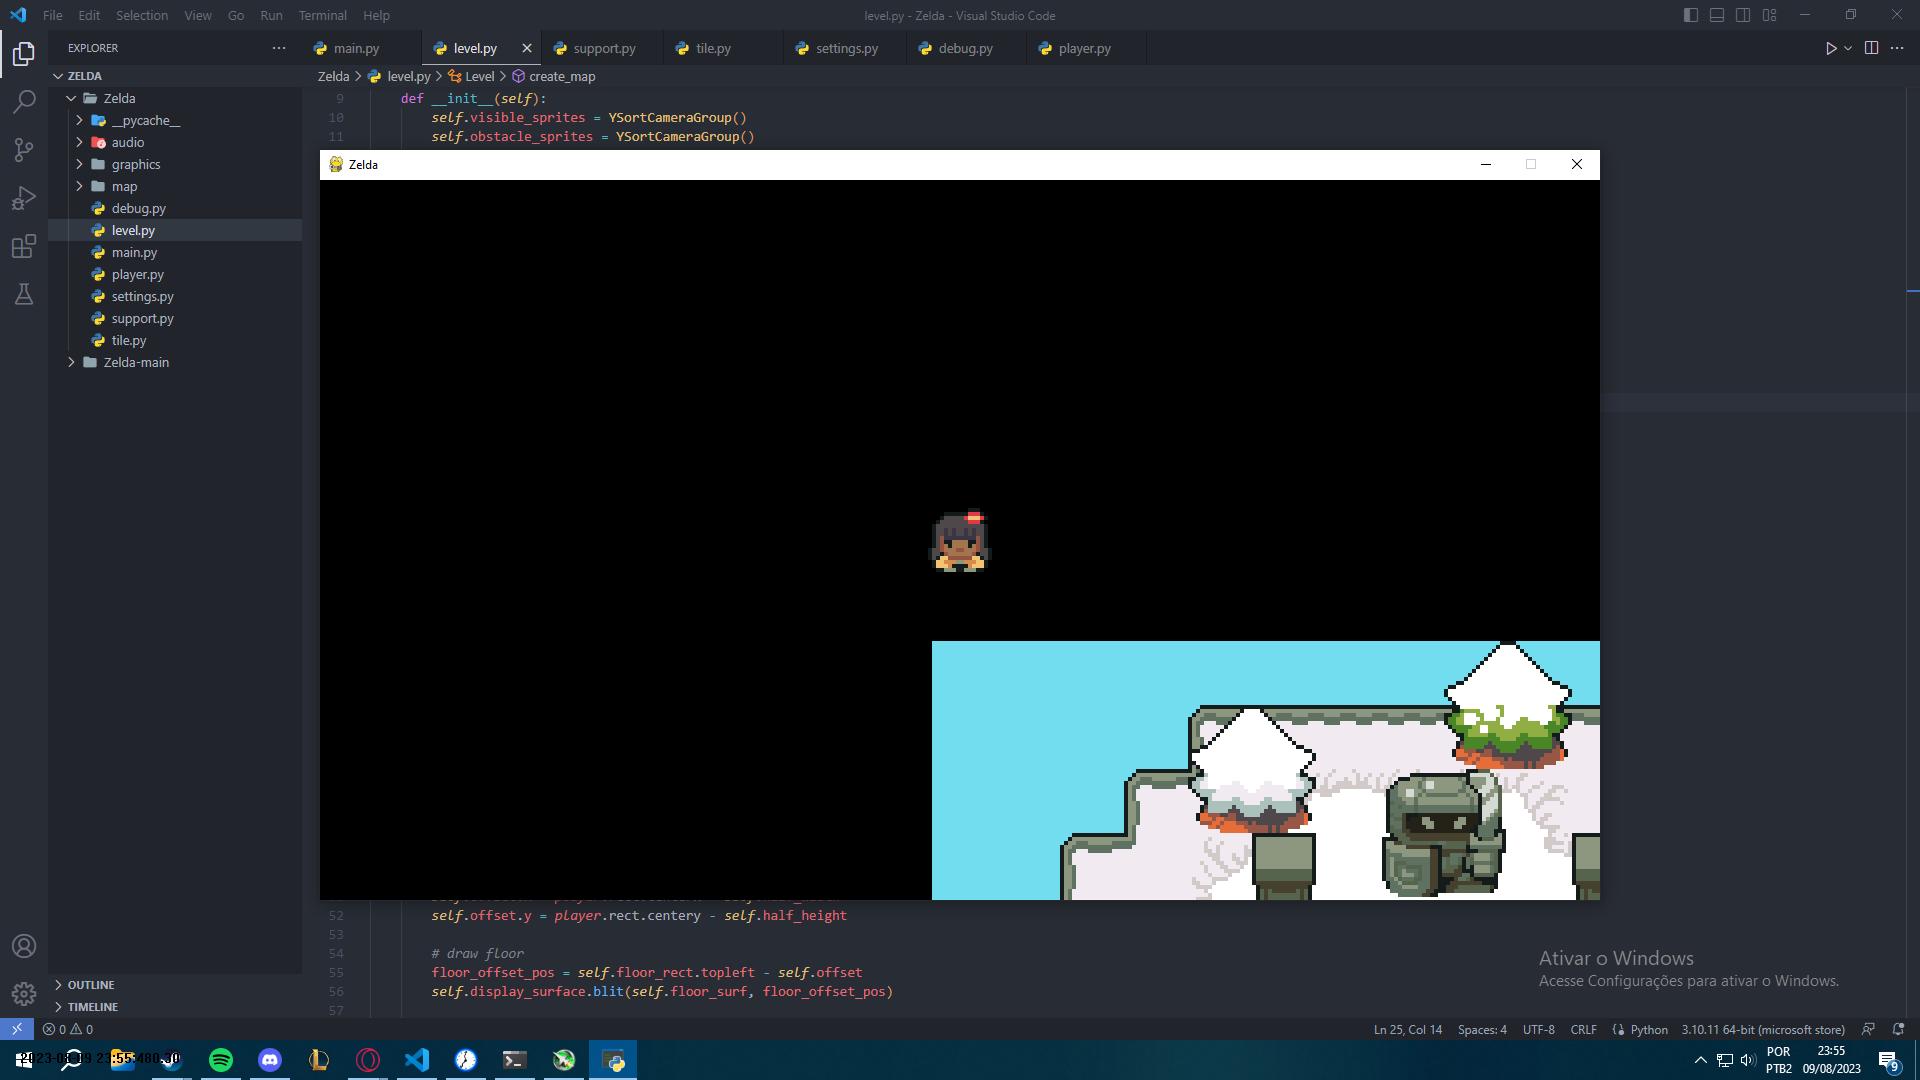 File Edit Selection View Go Run Terminal Help
level.py - Zelda - Visual Studio Code
EXPLORER
main.py
level.py
support.py
tile.py
settings.py
debug.py
player.py
ZELDA
Zelda > level.py > Level > create_map
Zelda
__pycache__
audio
graphics
map
debug.py
level.py
main.py
player.py
settings.py
support.py
tile.py
Zelda-main
9 def __init__(self):
10 self.visible_sprites = YSortCameraGroup()
11 self.obstacle_sprites = YSortCameraGroup()
Zelda
52 self.offset.y = player.rect.centery - self.half_height
53
54 # draw floor
55 floor_offset_pos = self.floor_rect.topleft - self.offset
56 self.display_surface.blit(self.floor_surf, floor_offset_pos)
57
Ativar o Windows
Acesse Configurações para ativar o Windows.
OUTLINE
TIMELINE
0 0
Ln 25, Col 14 Spaces: 4 UTF-8 CRLF Python 3.10.11 64-bit (microsoft store)
POR
PTB2
23:55
09/08/2023
9